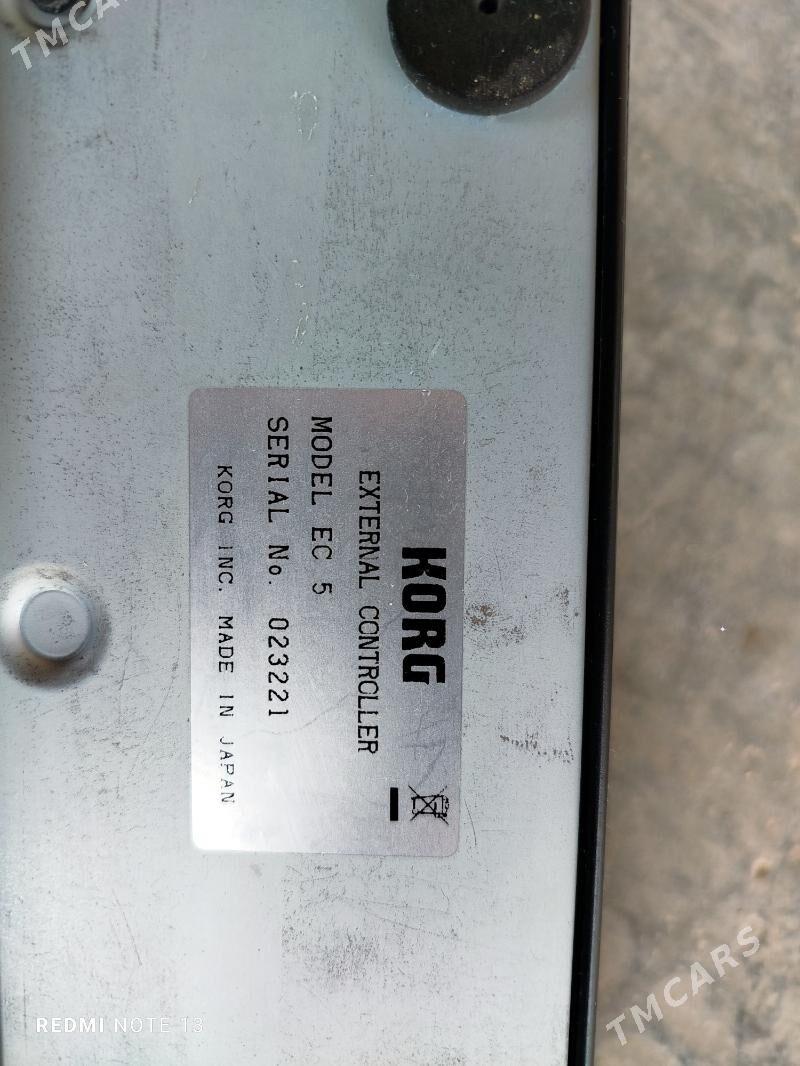 TMCARS
KORG
EXTERNAL CONTROLLER
MODEL EC 5
SERIAL No. 023221
KORG INC. MADE IN JAPAN
TMCARS
REDMI NOTE 13